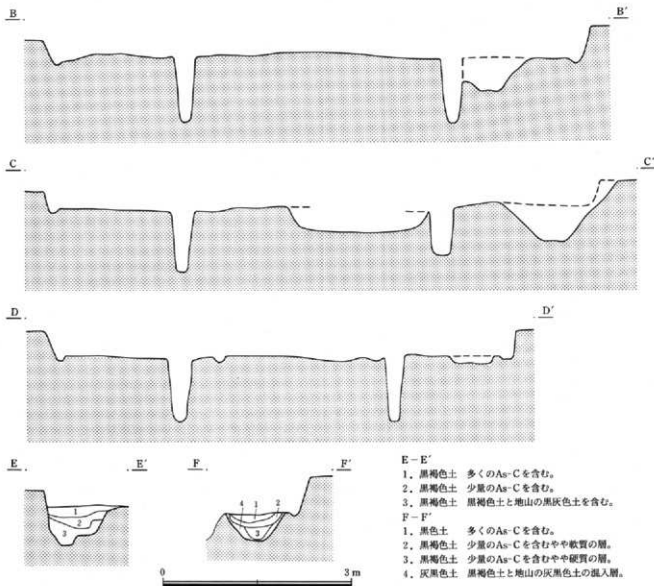 B B′
C C′
D D′
E E′ F F′
1
2
3
4 1 2
3
0 3 m
E－E′
1．黒褐色土 多くのAs-Cを含む。
2．黒褐色土 少量のAs-Cを含む。
3．黒褐色土 黒褐色土と地山の黒灰色土を含む。
F－F′
1．黒色土 多くのAs-Cを含む。
2．黒褐色土 少量のAs-Cを含むやや軟質の層。
3．黒褐色土 少量のAs-Cを含むやや硬質の層。
4．灰黒色土 黒褐色土と地山の灰黒色土の混入層。